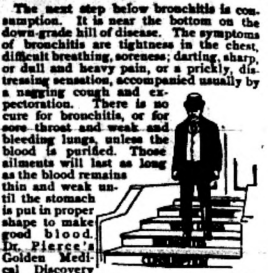 The next step below bronchitis is con-
sumption. It is near the bottom on the
down-grade hill of disease. The symptoms
of bronchitis are tightness in the chest,
difficult breathing, soreness; darting, sharp,
or dull and heavy pain, or a prickly, dis-
tressing sensation, accompanied usually by
a nagging cough and ex-
pectoration. There is no
cure for bronchitis, or for
sore throat and weak and
bleeding lungs, unless the
blood is purified. Those
ailments will last as long
as the blood remains
thin and weak un-
til the stomach
is put in proper
shape to make
good blood.
Dr. Pierce's
Golden Medi-
cal Discovery